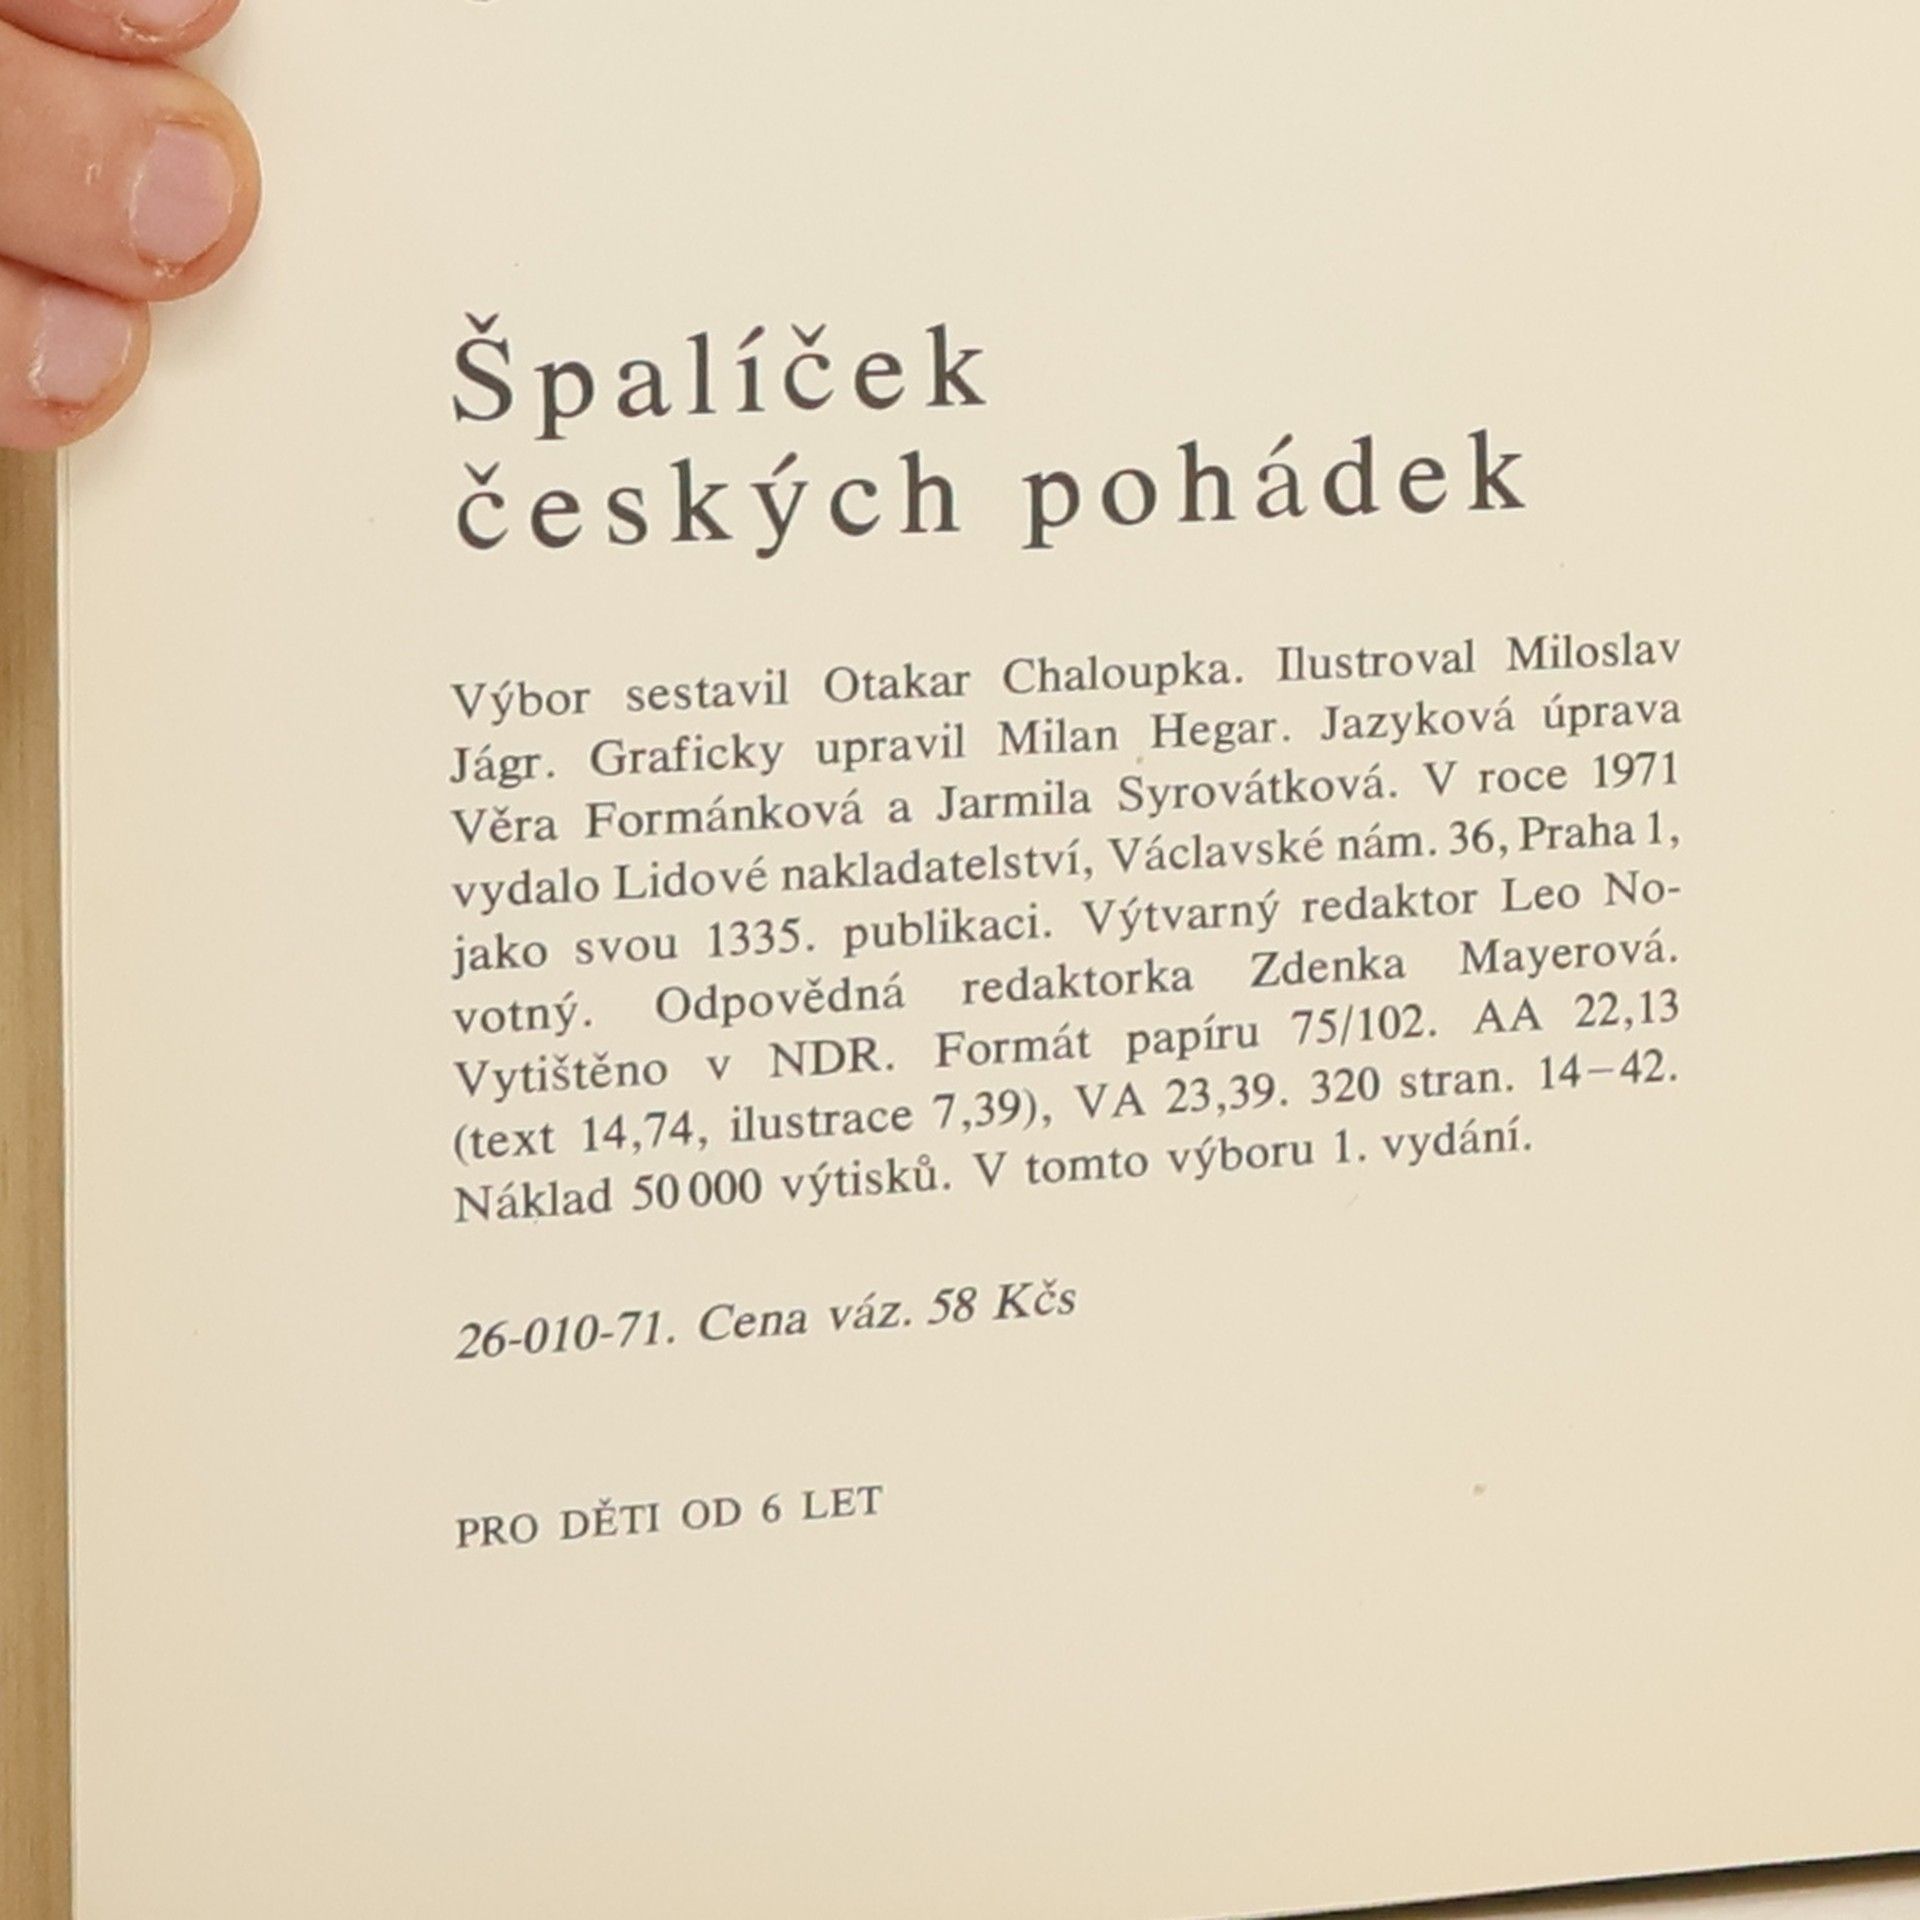 Špalíček
českých pohádek
Výbor sestavil Otakar Chaloupka. Ilustroval Miloslav
Jágr. Graficky upravil Milan Hegar. Jazyková úprava
Věra Formánková a Jarmila Syrovátková. V roce 1971
vydalo Lidové nakladatelství, Václavské nám. 36, Praha 1,
jako svou 1335. publikaci. Výtvarný redaktor Leo No-
votný. Odpovědná redaktorka Zdenka Mayerová.
Vytištěno v NDR. Formát papíru 75/102. AA 22,13
(text 14,74, ilustrace 7,39), VA 23,39. 320 stran. 14–42.
Náklad 50 000 výtisků. V tomto výboru 1. vydání.
26-010-71. Cena váz. 58 Kčs
PRO DĚTI OD 6 LET